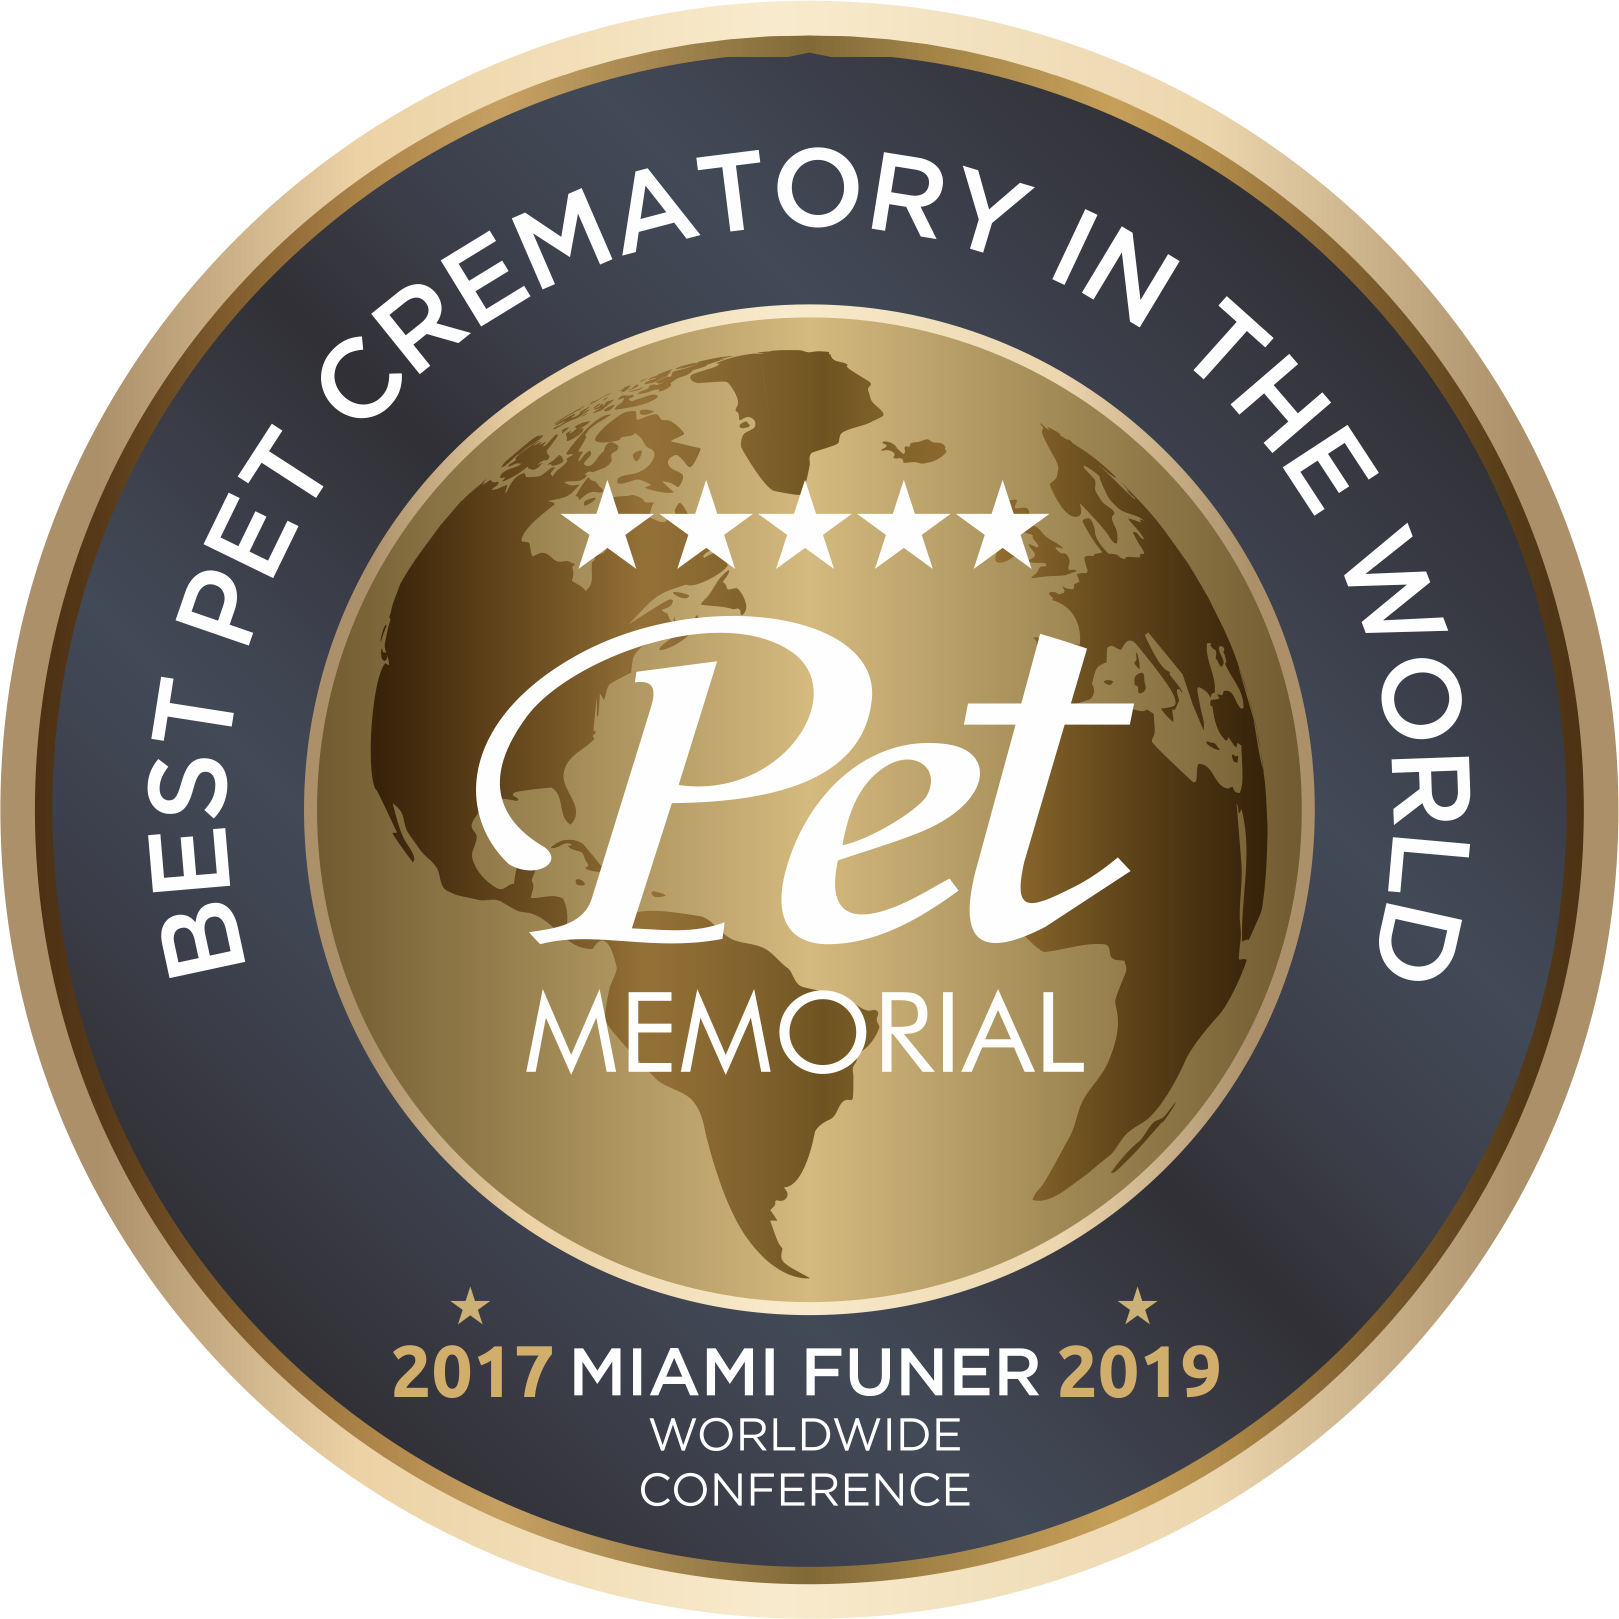 BEST PET CREMATORY IN THE WORLD
Pet
MEMORIAL
2017 MIAMI FUNER 2019
WORLDWIDE
CONFERENCE